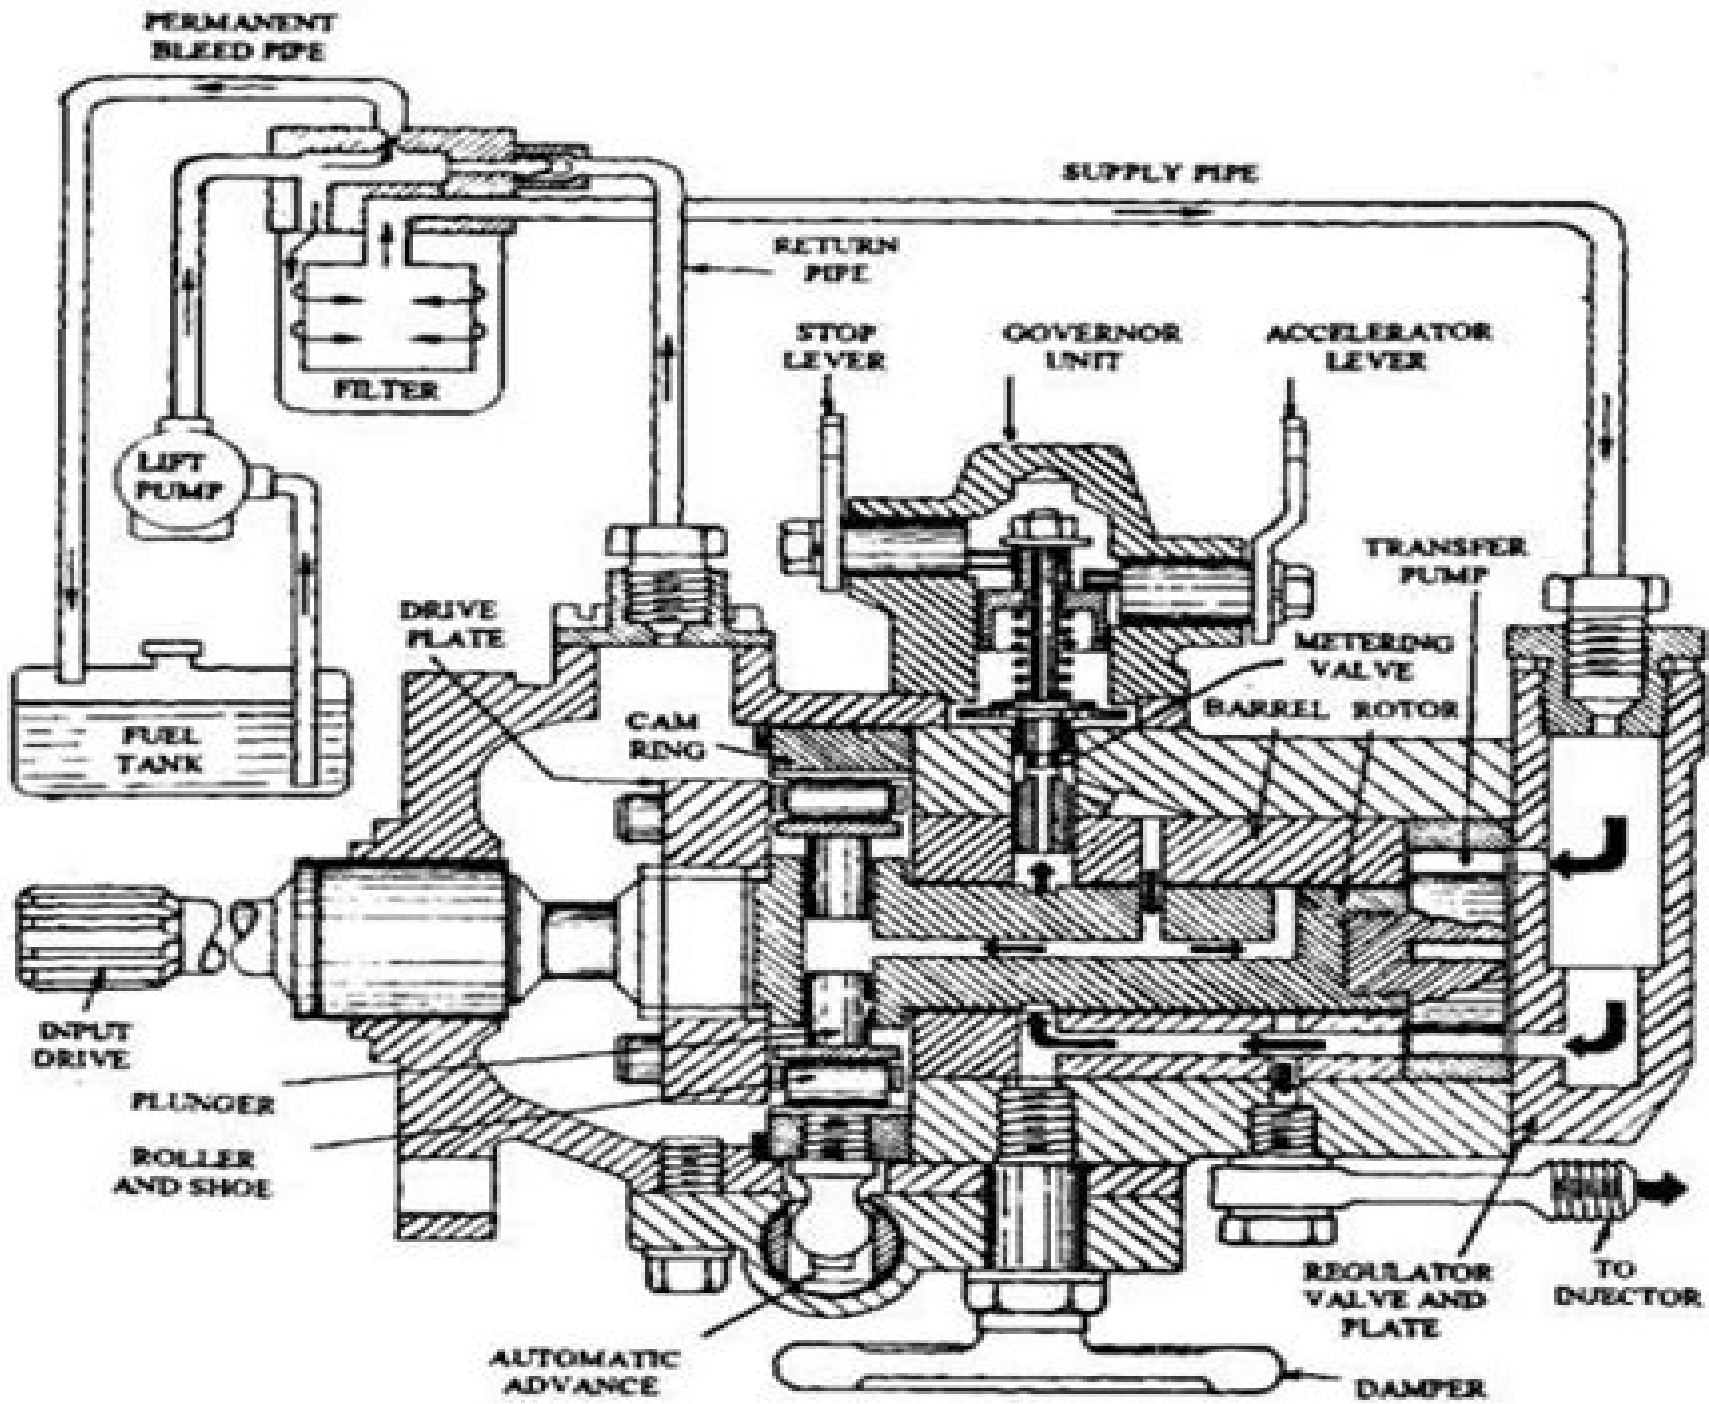 PERMANENT
BLEED PIPE
SUPPLY PIPE
RETURN
PIPE
STOP
LEVER
GOVERNOR
UNIT
ACCELERATOR
LEVER
FILTER
LIFT
PUMP
TRANSFER
PUMP
DRIVE
PLATE
METERING
VALVE
BARREL ROTOR
CAM
RING
FUEL
TANK
INPUT
DRIVE
PLUNGER
ROLLER
AND SHOE
REGULATOR
VALVE AND
PLATE
TO
INJECTOR
AUTOMATIC
ADVANCE
DAMPER